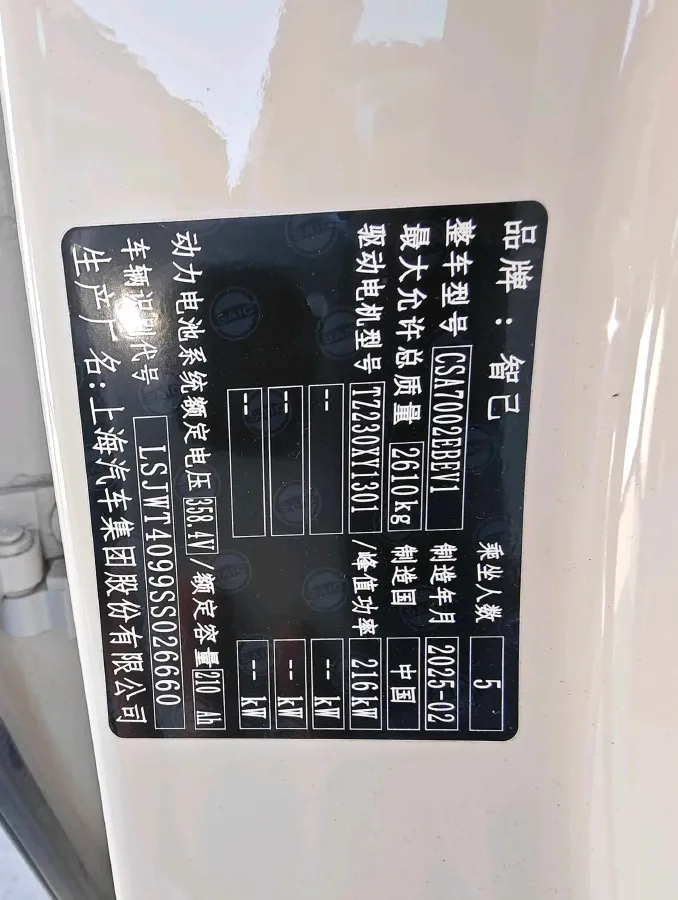 品牌：智己 乘坐人数 5
整车型号 CSA7002EBEV1 制造年月 2025-02
最大允许总质量 2610kg 制造国 中国
驱动电机型号 TZ230XY1301 /峰值功率 216kW
-- -- kW
-- -- kW
-- -- kW
动力电池系统额定电压 358.4V /额定容量 210 Ah
车辆识别代号 LSJWT4099SS026660
生产厂名:上海汽车集团股份有限公司